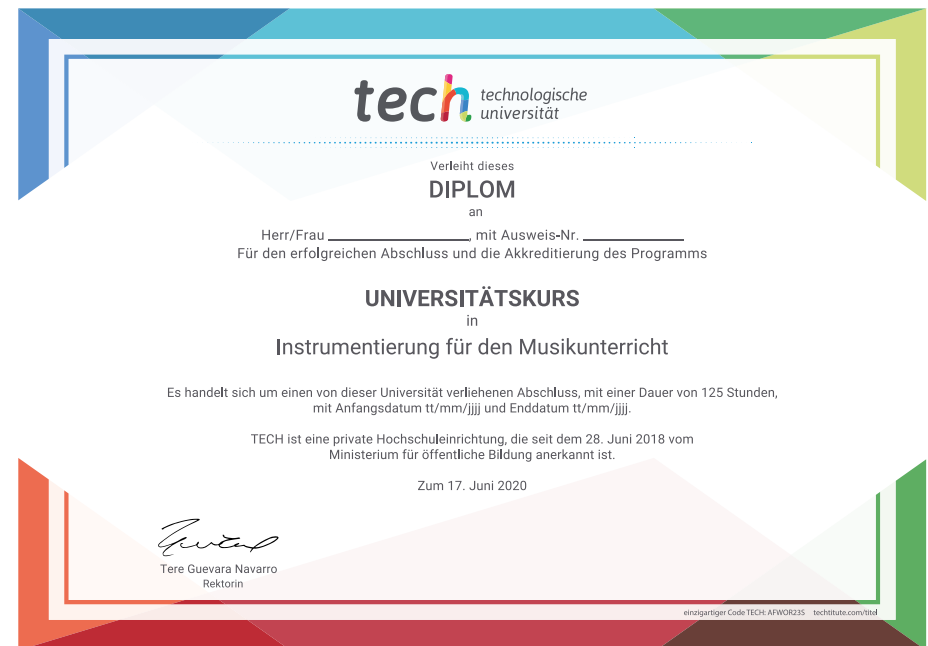 tech technologische
universität
Verleiht dieses
DIPLOM
an
Herr/Frau ____________________, mit Ausweis-Nr. ______________
Für den erfolgreichen Abschluss und die Akkreditierung des Programms
UNIVERSITÄTSKURS
in
Instrumentierung für den Musikunterricht
Es handelt sich um einen von dieser Universität verliehenen Abschluss, mit einer Dauer von 125 Stunden,
mit Anfangsdatum tt/mm/jjjj und Enddatum tt/mm/jjjj.
TECH ist eine private Hochschuleinrichtung, die seit dem 28. Juni 2018 vom
Ministerium für öffentliche Bildung anerkannt ist.
Zum 17. Juni 2020
Tere Guevara Navarro
Rektorin
einzigartiger Code TECH: AFWOR23S techtitute.com/titel